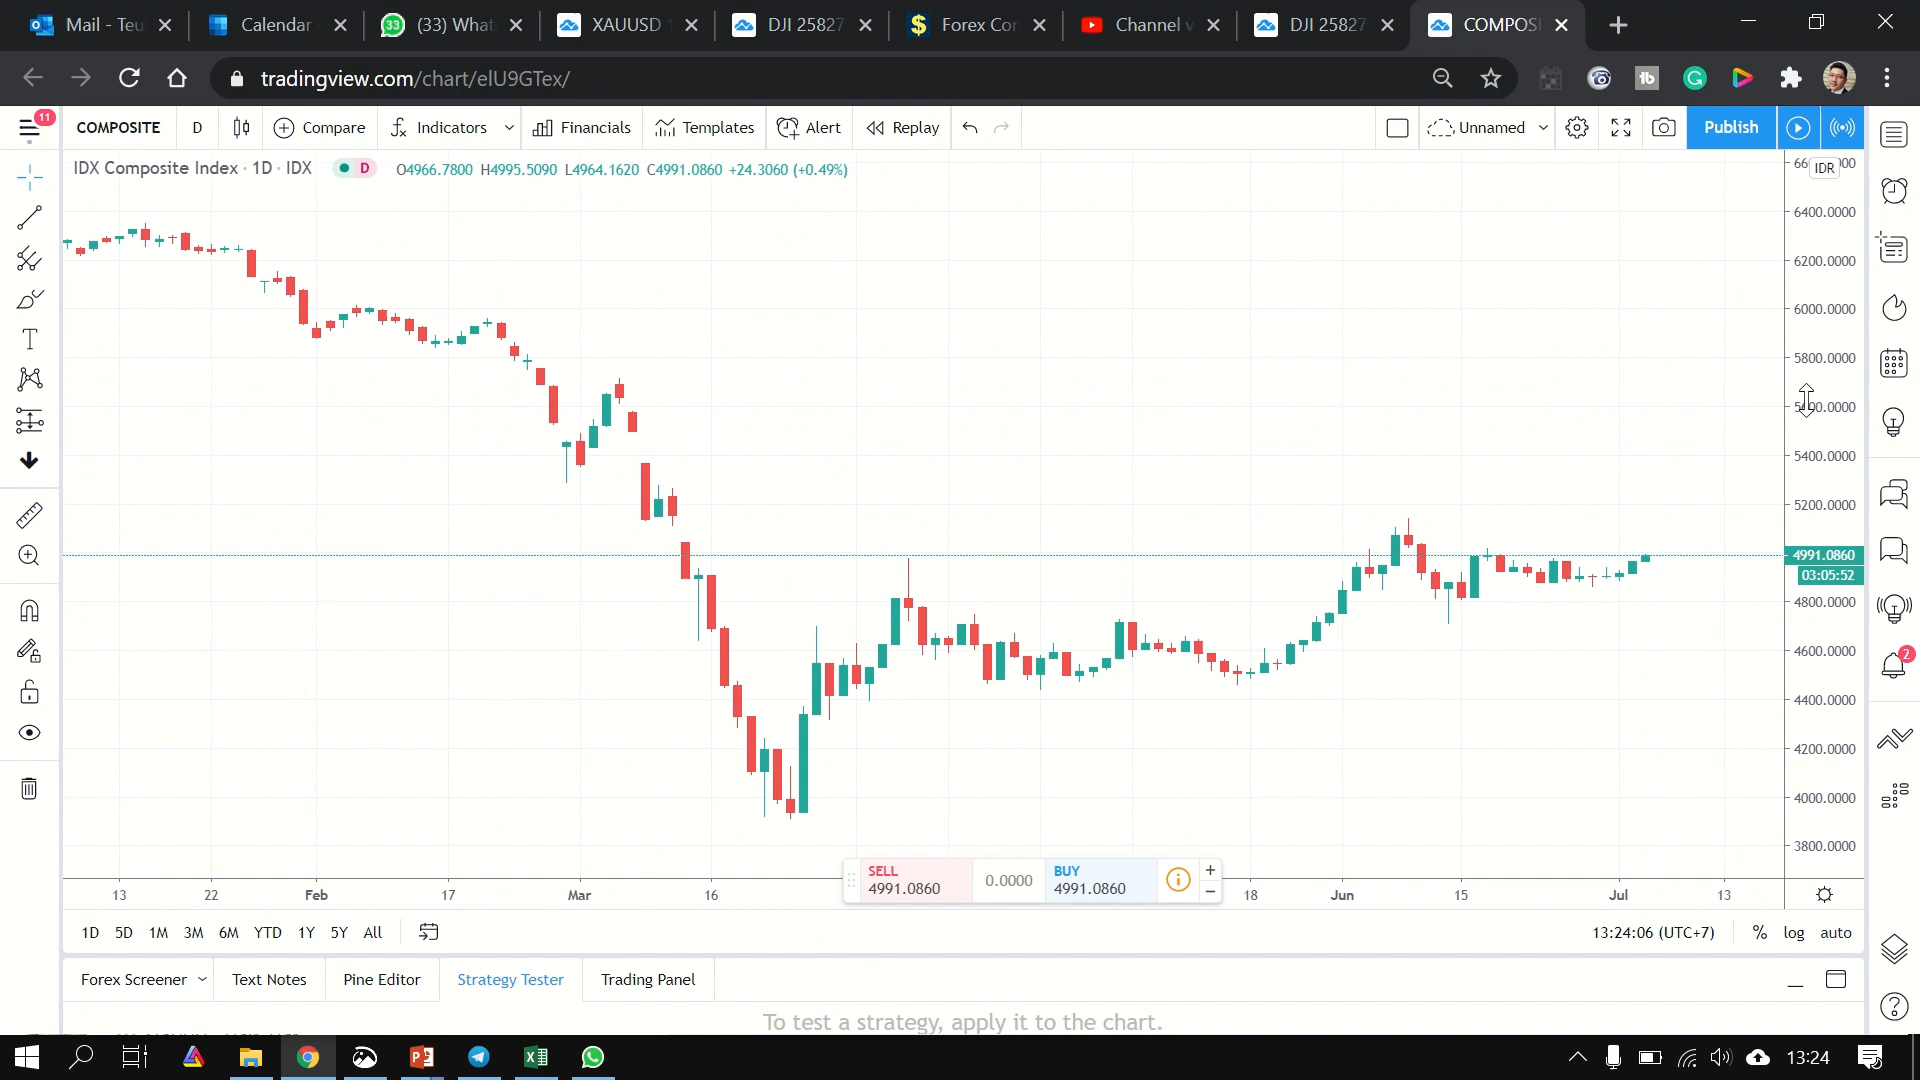 Mail - Teu
Calendar
(33) What
XAUUSD
DJI 25827
Forex Cor
Channel v
DJI 25827
COMPOSI
tradingview.com/chart/elU9GTex/
11
COMPOSITE
D
Compare
Indicators
Financials
Templates
Alert
Replay
Unnamed
Publish
IDX Composite Index · 1D · IDX
D
O4966.7800 H4995.5090 L4964.1620 C4991.0860 +24.3060 (+0.49%)
IDR
6400.0000
6200.0000
6000.0000
5800.0000
5400.0000
5200.0000
4991.0860
03:05:52
4800.0000
4600.0000
4400.0000
4200.0000
4000.0000
3800.0000
2
SELL
4991.0860
0.0000
BUY
4991.0860
13
22
Feb
17
Mar
16
18
Jun
15
Jul
13
1D
5D
1M
3M
6M
YTD
1Y
5Y
All
13:24:06 (UTC+7)
%
log
auto
Forex Screener
Text Notes
Pine Editor
Strategy Tester
Trading Panel
To test a strategy, apply it to the chart.
13:24